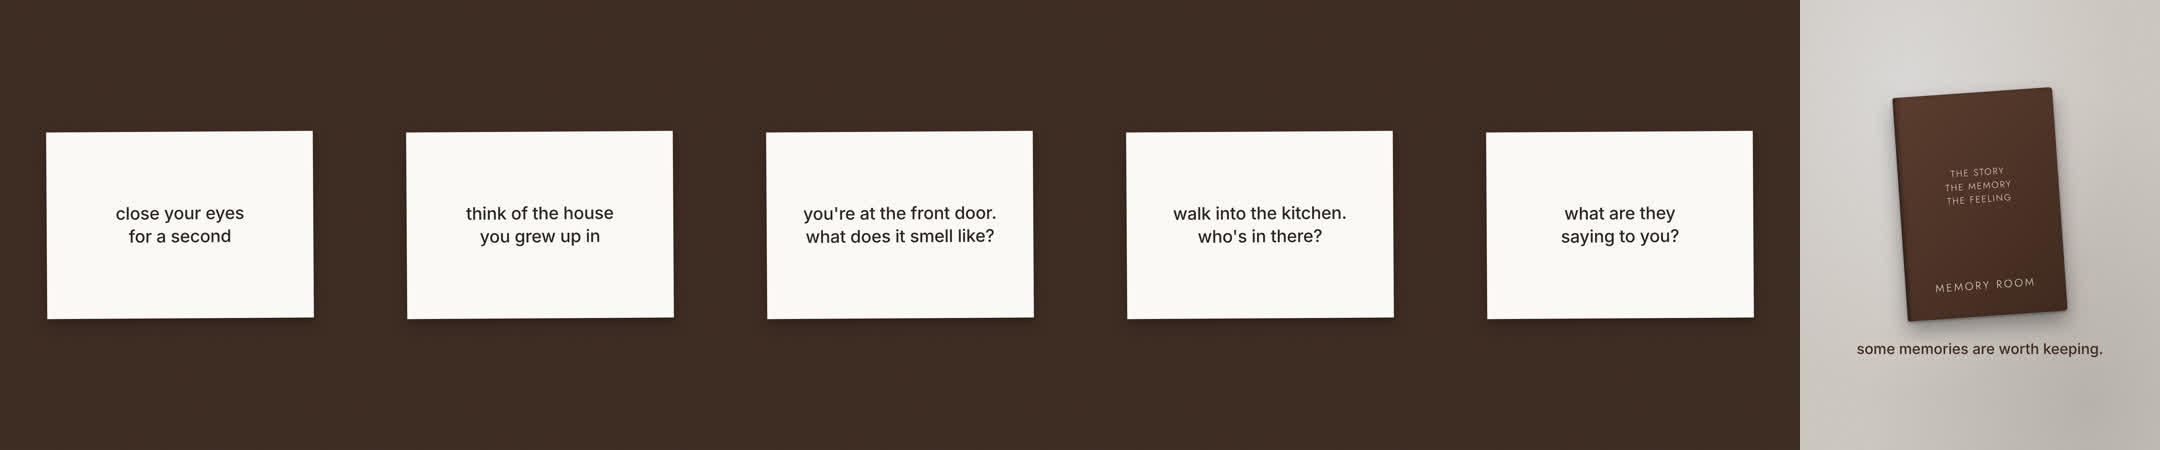 close your eyes
for a second
think of the house
you grew up in
you're at the front door.
what does it smell like?
walk into the kitchen.
who's in there?
what are they
saying to you?
THE STORY
THE MEMORY
THE FEELING
MEMORY ROOM
some memories are worth keeping.